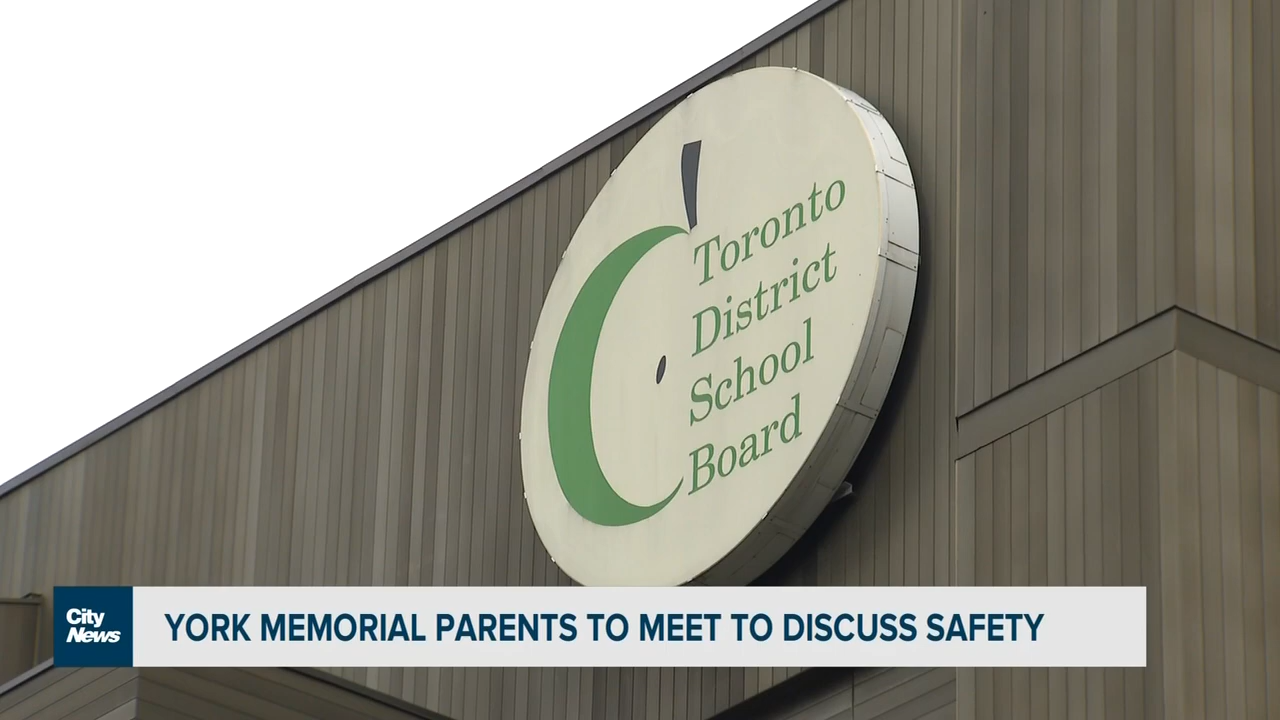 Toronto
District
School
Board
City
News
YORK MEMORIAL PARENTS TO MEET TO DISCUSS SAFETY